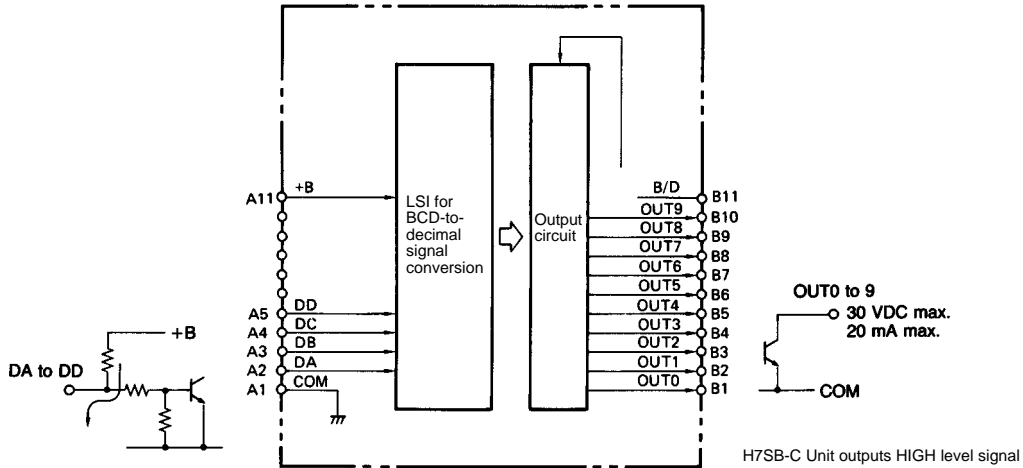 A11 +B
A5 DD
A4 DC
A3 DB
A2 DA
A1 COM
LSI for
BCD-to-
decimal
signal
conversion
Output
circuit
B/D B11
OUT9 B10
OUT8 B9
OUT7 B8
OUT6 B7
OUT5 B6
OUT4 B5
OUT3 B4
OUT2 B3
OUT1 B2
OUT0 B1
+B
DA to DD
OUT0 to 9
30 VDC max.
20 mA max.
COM
H7SB-C Unit outputs HIGH level signal